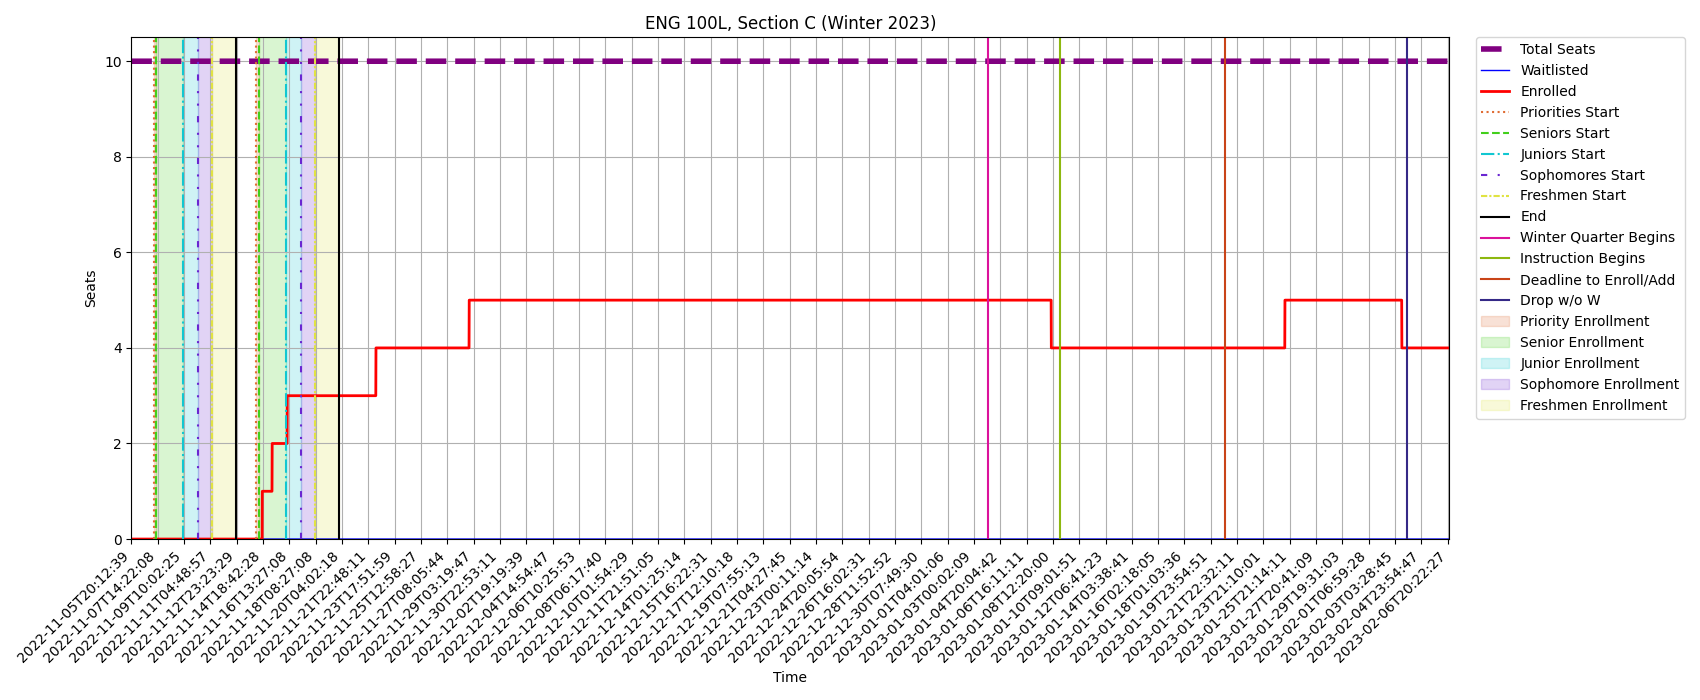 ENG 100L, Section C (Winter 2023)
10
8
6
4
2
0
Seats
2022-11-05T20:12:39
2022-11-07T14:22:08
2022-11-09T10:02:25
2022-11-11T04:48:57
2022-11-12T23:23:29
2022-11-14T18:42:28
2022-11-16T13:27:08
2022-11-18T08:27:08
2022-11-20T04:02:18
2022-11-21T22:48:11
2022-11-23T17:51:59
2022-11-25T12:58:27
2022-11-27T08:05:44
2022-11-29T03:19:47
2022-11-30T22:53:11
2022-12-02T19:19:39
2022-12-04T14:54:47
2022-12-06T10:25:53
2022-12-08T06:17:40
2022-12-10T01:54:29
2022-12-11T21:51:05
2022-12-14T01:25:14
2022-12-15T16:22:31
2022-12-17T12:10:18
2022-12-19T07:55:13
2022-12-21T04:27:45
2022-12-23T00:11:14
2022-12-24T20:05:54
2022-12-26T16:02:31
2022-12-28T11:52:52
2022-12-30T07:49:30
2023-01-01T04:01:06
2023-01-03T00:02:09
2023-01-04T20:04:42
2023-01-06T16:11:11
2023-01-08T12:20:00
2023-01-10T09:01:51
2023-01-12T06:41:23
2023-01-14T03:38:41
2023-01-16T02:18:05
2023-01-18T01:03:36
2023-01-19T23:54:51
2023-01-21T22:32:11
2023-01-23T21:10:01
2023-01-25T21:14:11
2023-01-27T20:41:09
2023-01-29T19:31:03
2023-02-01T06:59:28
2023-02-03T03:28:45
2023-02-04T23:54:47
2023-02-06T20:22:27
Time
Total Seats
Waitlisted
Enrolled
Priorities Start
Seniors Start
Juniors Start
Sophomores Start
Freshmen Start
End
Winter Quarter Begins
Instruction Begins
Deadline to Enroll/Add
Drop w/o W
Priority Enrollment
Senior Enrollment
Junior Enrollment
Sophomore Enrollment
Freshmen Enrollment